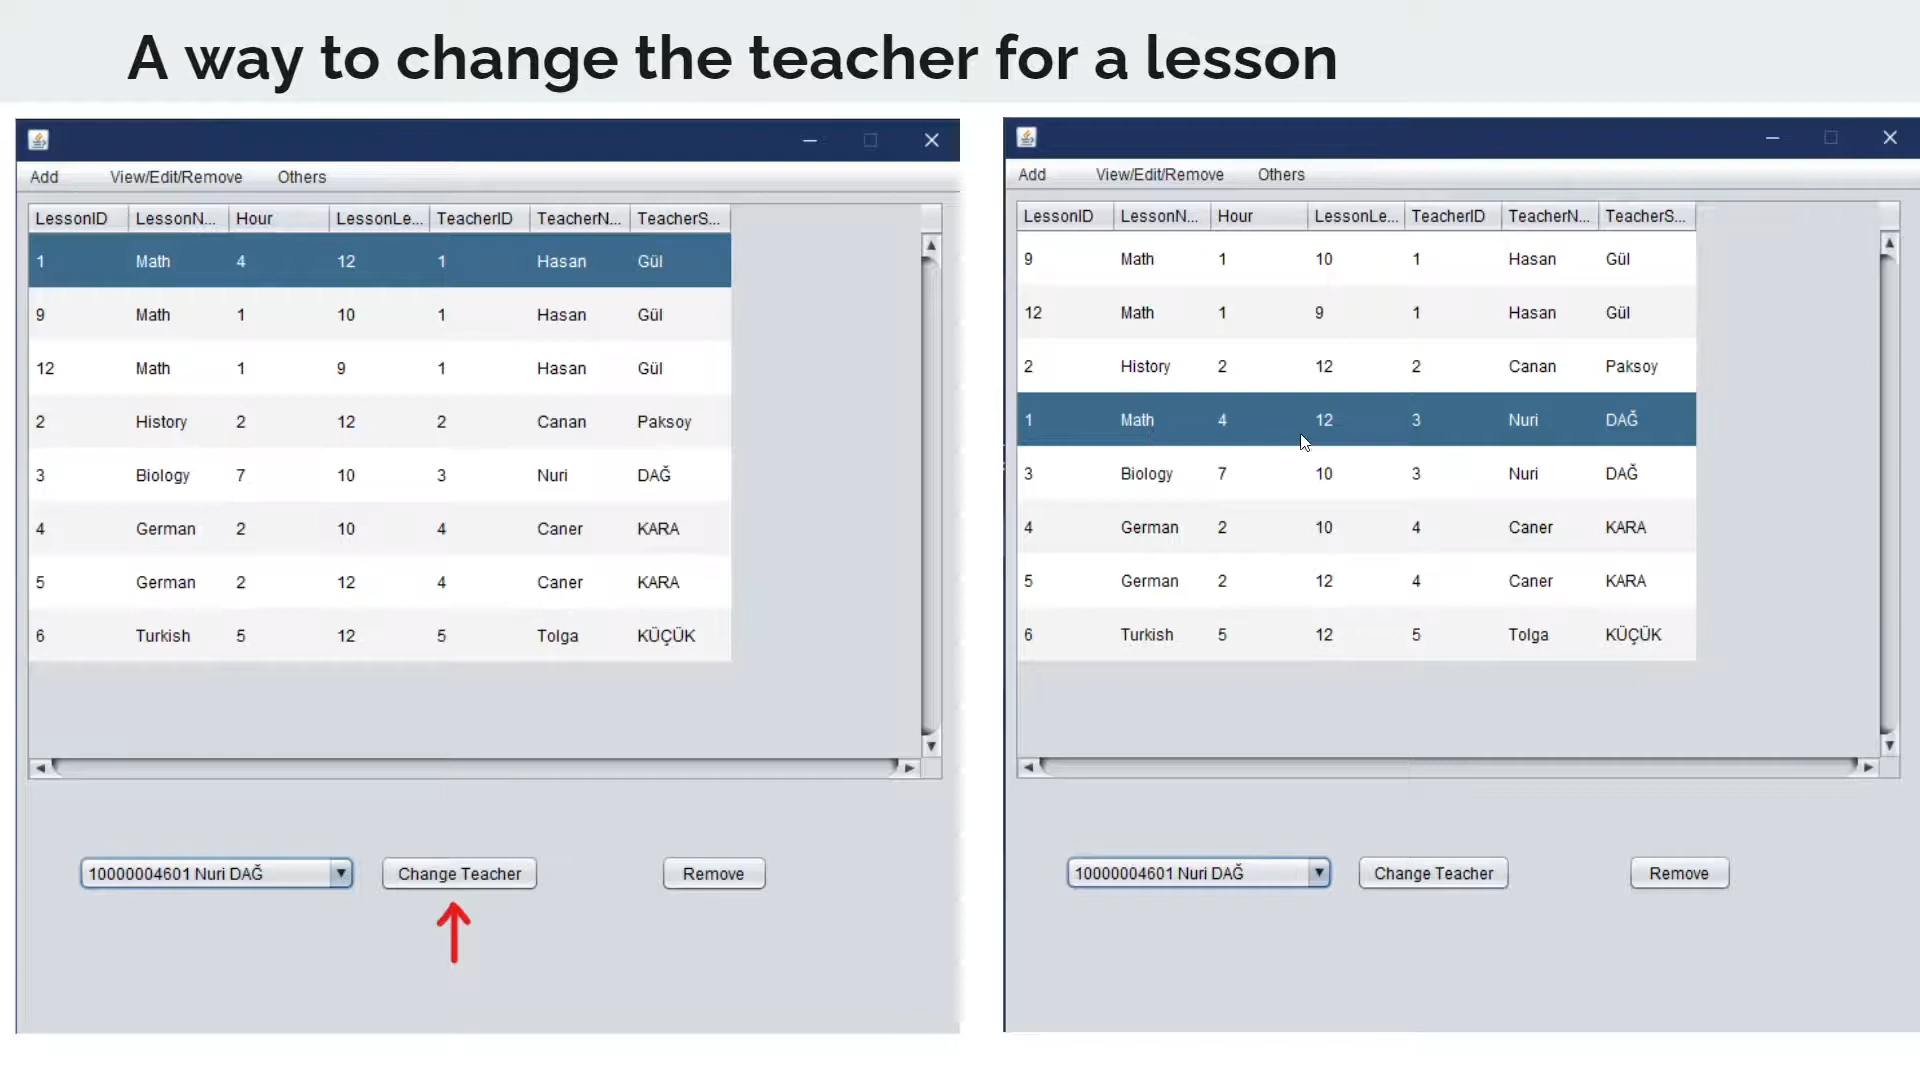 A way to change the teacher for a lesson
Add View/Edit/Remove Others
LessonID LessonN... Hour LessonLe... TeacherID TeacherN... TeacherS...
1 Math 4 12 1 Hasan Gül
9 Math 1 10 1 Hasan Gül
12 Math 1 9 1 Hasan Gül
2 History 2 12 2 Canan Paksoy
3 Biology 7 10 3 Nuri DAĞ
4 German 2 10 4 Caner KARA
5 German 2 12 4 Caner KARA
6 Turkish 5 12 5 Tolga KÜÇÜK
10000004601 Nuri DAĞ Change Teacher Remove
Add View/Edit/Remove Others
LessonID LessonN... Hour LessonLe... TeacherID TeacherN... TeacherS...
9 Math 1 10 1 Hasan Gül
12 Math 1 9 1 Hasan Gül
2 History 2 12 2 Canan Paksoy
1 Math 4 12 3 Nuri DAĞ
3 Biology 7 10 3 Nuri DAĞ
4 German 2 10 4 Caner KARA
5 German 2 12 4 Caner KARA
6 Turkish 5 12 5 Tolga KÜÇÜK
10000004601 Nuri DAĞ Change Teacher Remove